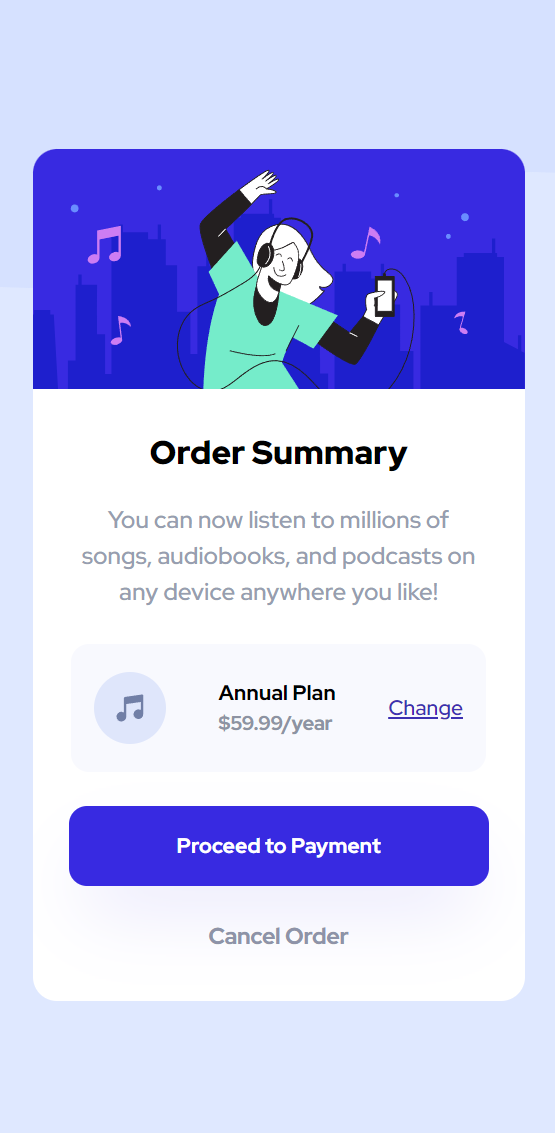 Order Summary
You can now listen to millions of
songs, audiobooks, and podcasts on
any device anywhere you like!
Annual Plan
$59.99/year
Change
Proceed to Payment
Cancel Order